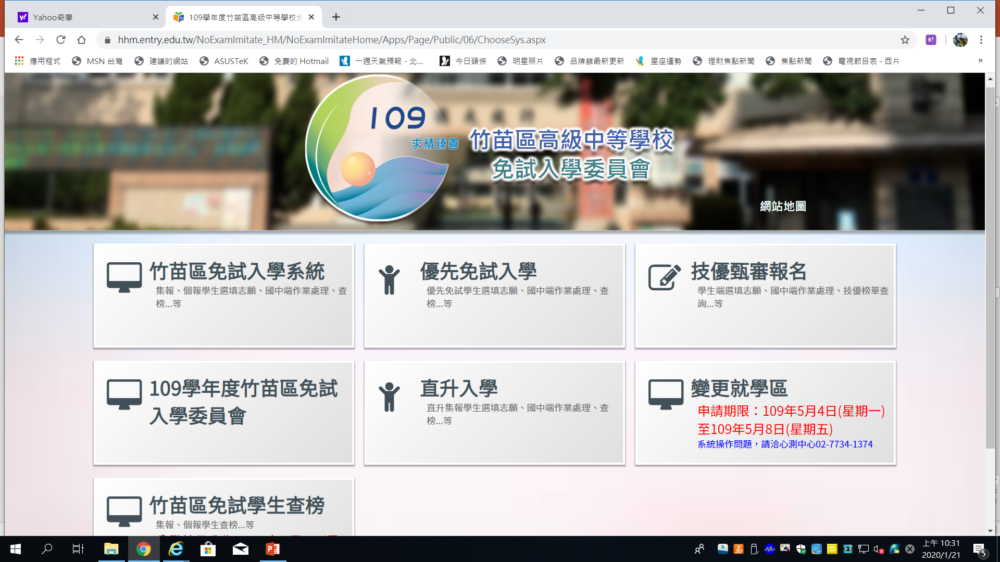 Yahoo奇摩
109學年度竹苗區高級中等學校免
hhm.entry.edu.tw/NoExamImitate_HM/NoExamImitateHome/Apps/Page/Public/06/ChooseSys.aspx
應用程式
MSN 台灣
建議的網站
ASUSTeK
免費的 Hotmail
一週天氣預報 - 北...
今日頭條
明星照片
品牌館最新更新
星座運勢
理財焦點新聞
焦點新聞
電視節目表 - 西片
»
109
求精臻善
竹苗區高級中等學校
免試入學委員會
網站地圖
竹苗區免試入學系統
集報、個報學生選填志願、國中端作業處理、查
榜...等
優先免試入學
優先免試學生選填志願、國中端作業處理、查
榜...等
技優甄審報名
學生端選填志願、國中端作業處理、技優榜單查
詢...等
109學年度竹苗區免試
入學委員會
直升入學
直升集報學生選填志願、國中端作業處理、查
榜...等
變更就學區
申請期限：109年5月4日(星期一)
至109年5月8日(星期五)
系統操作問題，請洽心測中心02-7734-1374
竹苗區免試學生查榜
集報、個報學生查榜...等
上午 10:31
2020/1/21
5